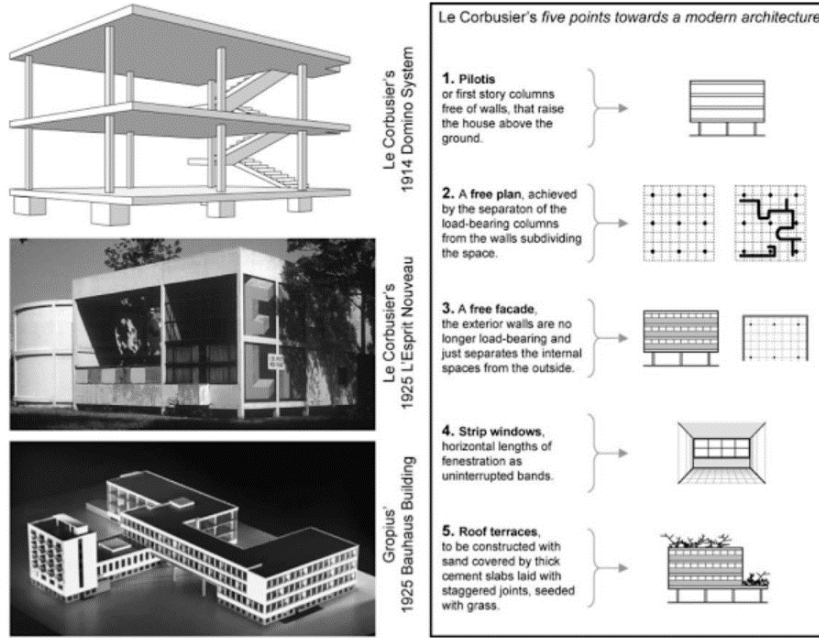 Le Corbusier's
1914 Domino System
Le Corbusier's
1925 L'Esprit Nouveau
Gropius'
1925 Bauhaus Building
Le Corbusier's five points towards a modern architecture
1. Pilotis
or first story columns
free of walls, that raise
the house above the
ground.
2. A free plan, achieved
by the separaton of the
load-bearing columns
from the walls subdividing
the space.
3. A free facade,
the exterior walls are no
longer load-bearing and
just separates the internal
spaces from the outside.
4. Strip windows,
horizontal lengths of
fenestration as
uninterrupted bands.
5. Roof terraces,
to be constructed with
sand covered by thick
cement slabs laid with
staggered joints, seeded
with grass.